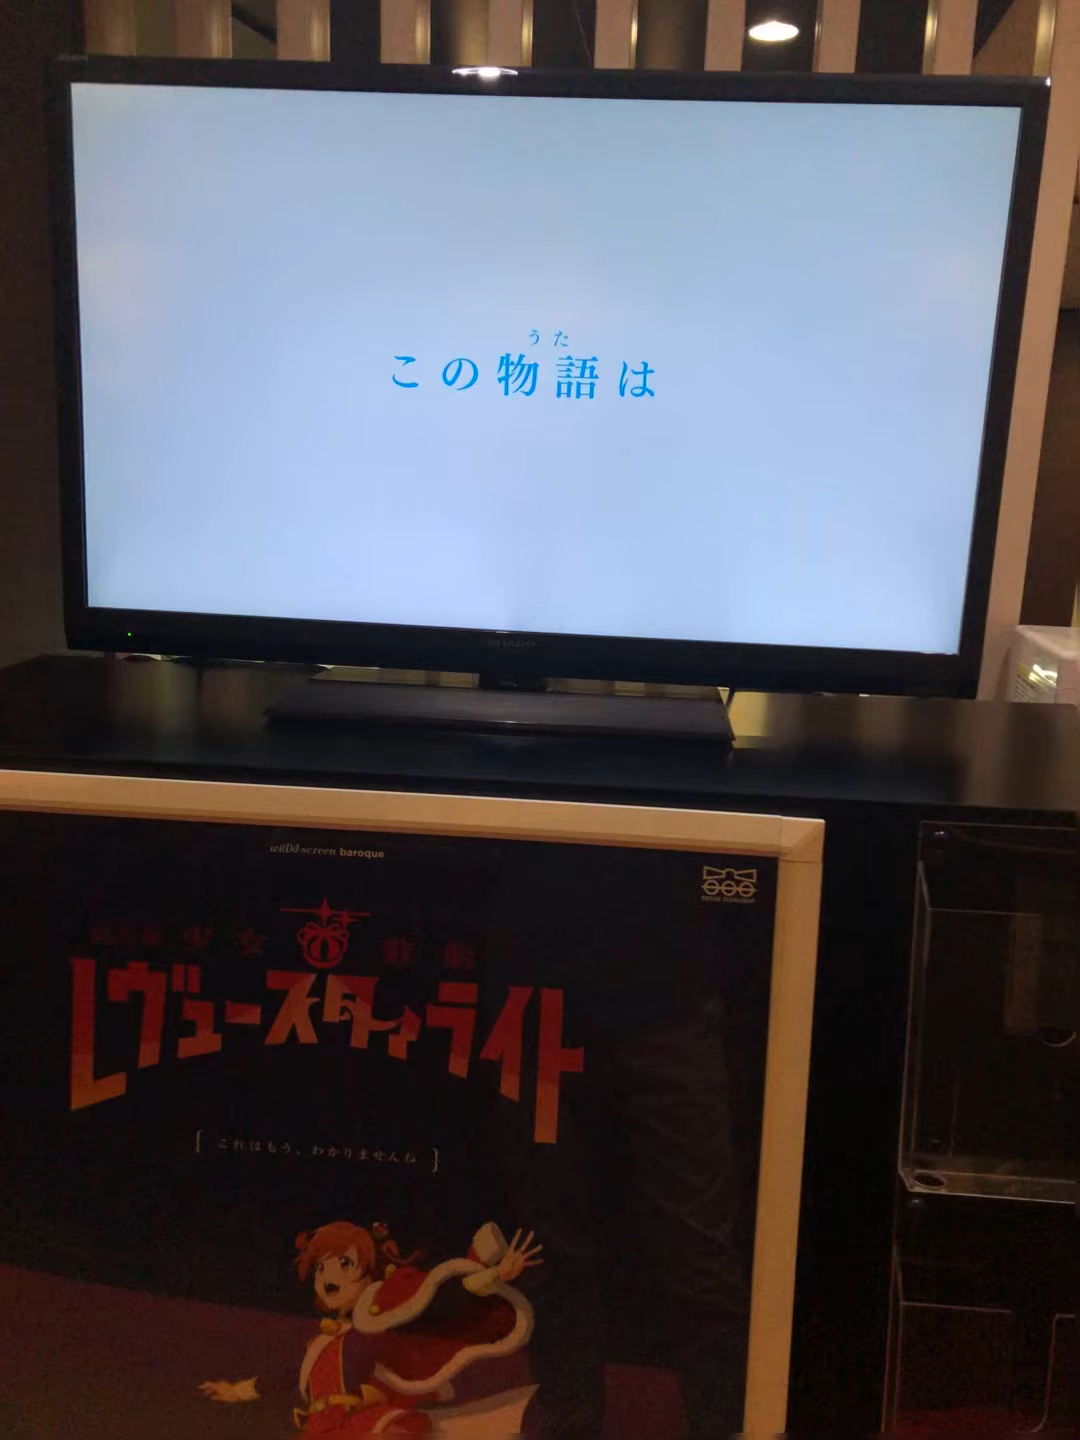 うた
この物語は
SHARP
wi(l)d-screen baroque
少女 歌劇
レヴュースタァライト
［これはもう、わかりませんね］